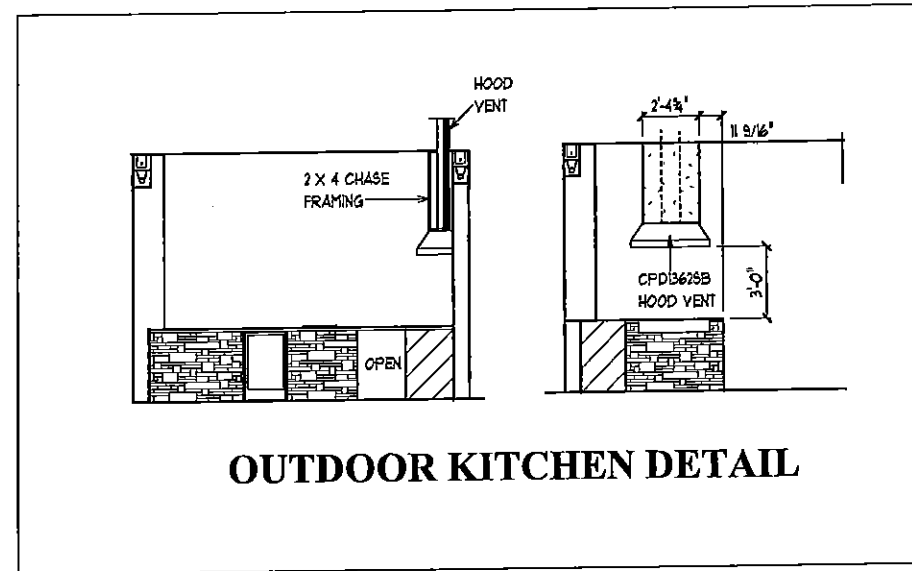 HOOD
VENT
2 X 4 CHASE
FRAMING
OPEN
2'-4¾"
11 9/16"
3'-0"
HOOD VENT
OUTDOOR KITCHEN DETAIL